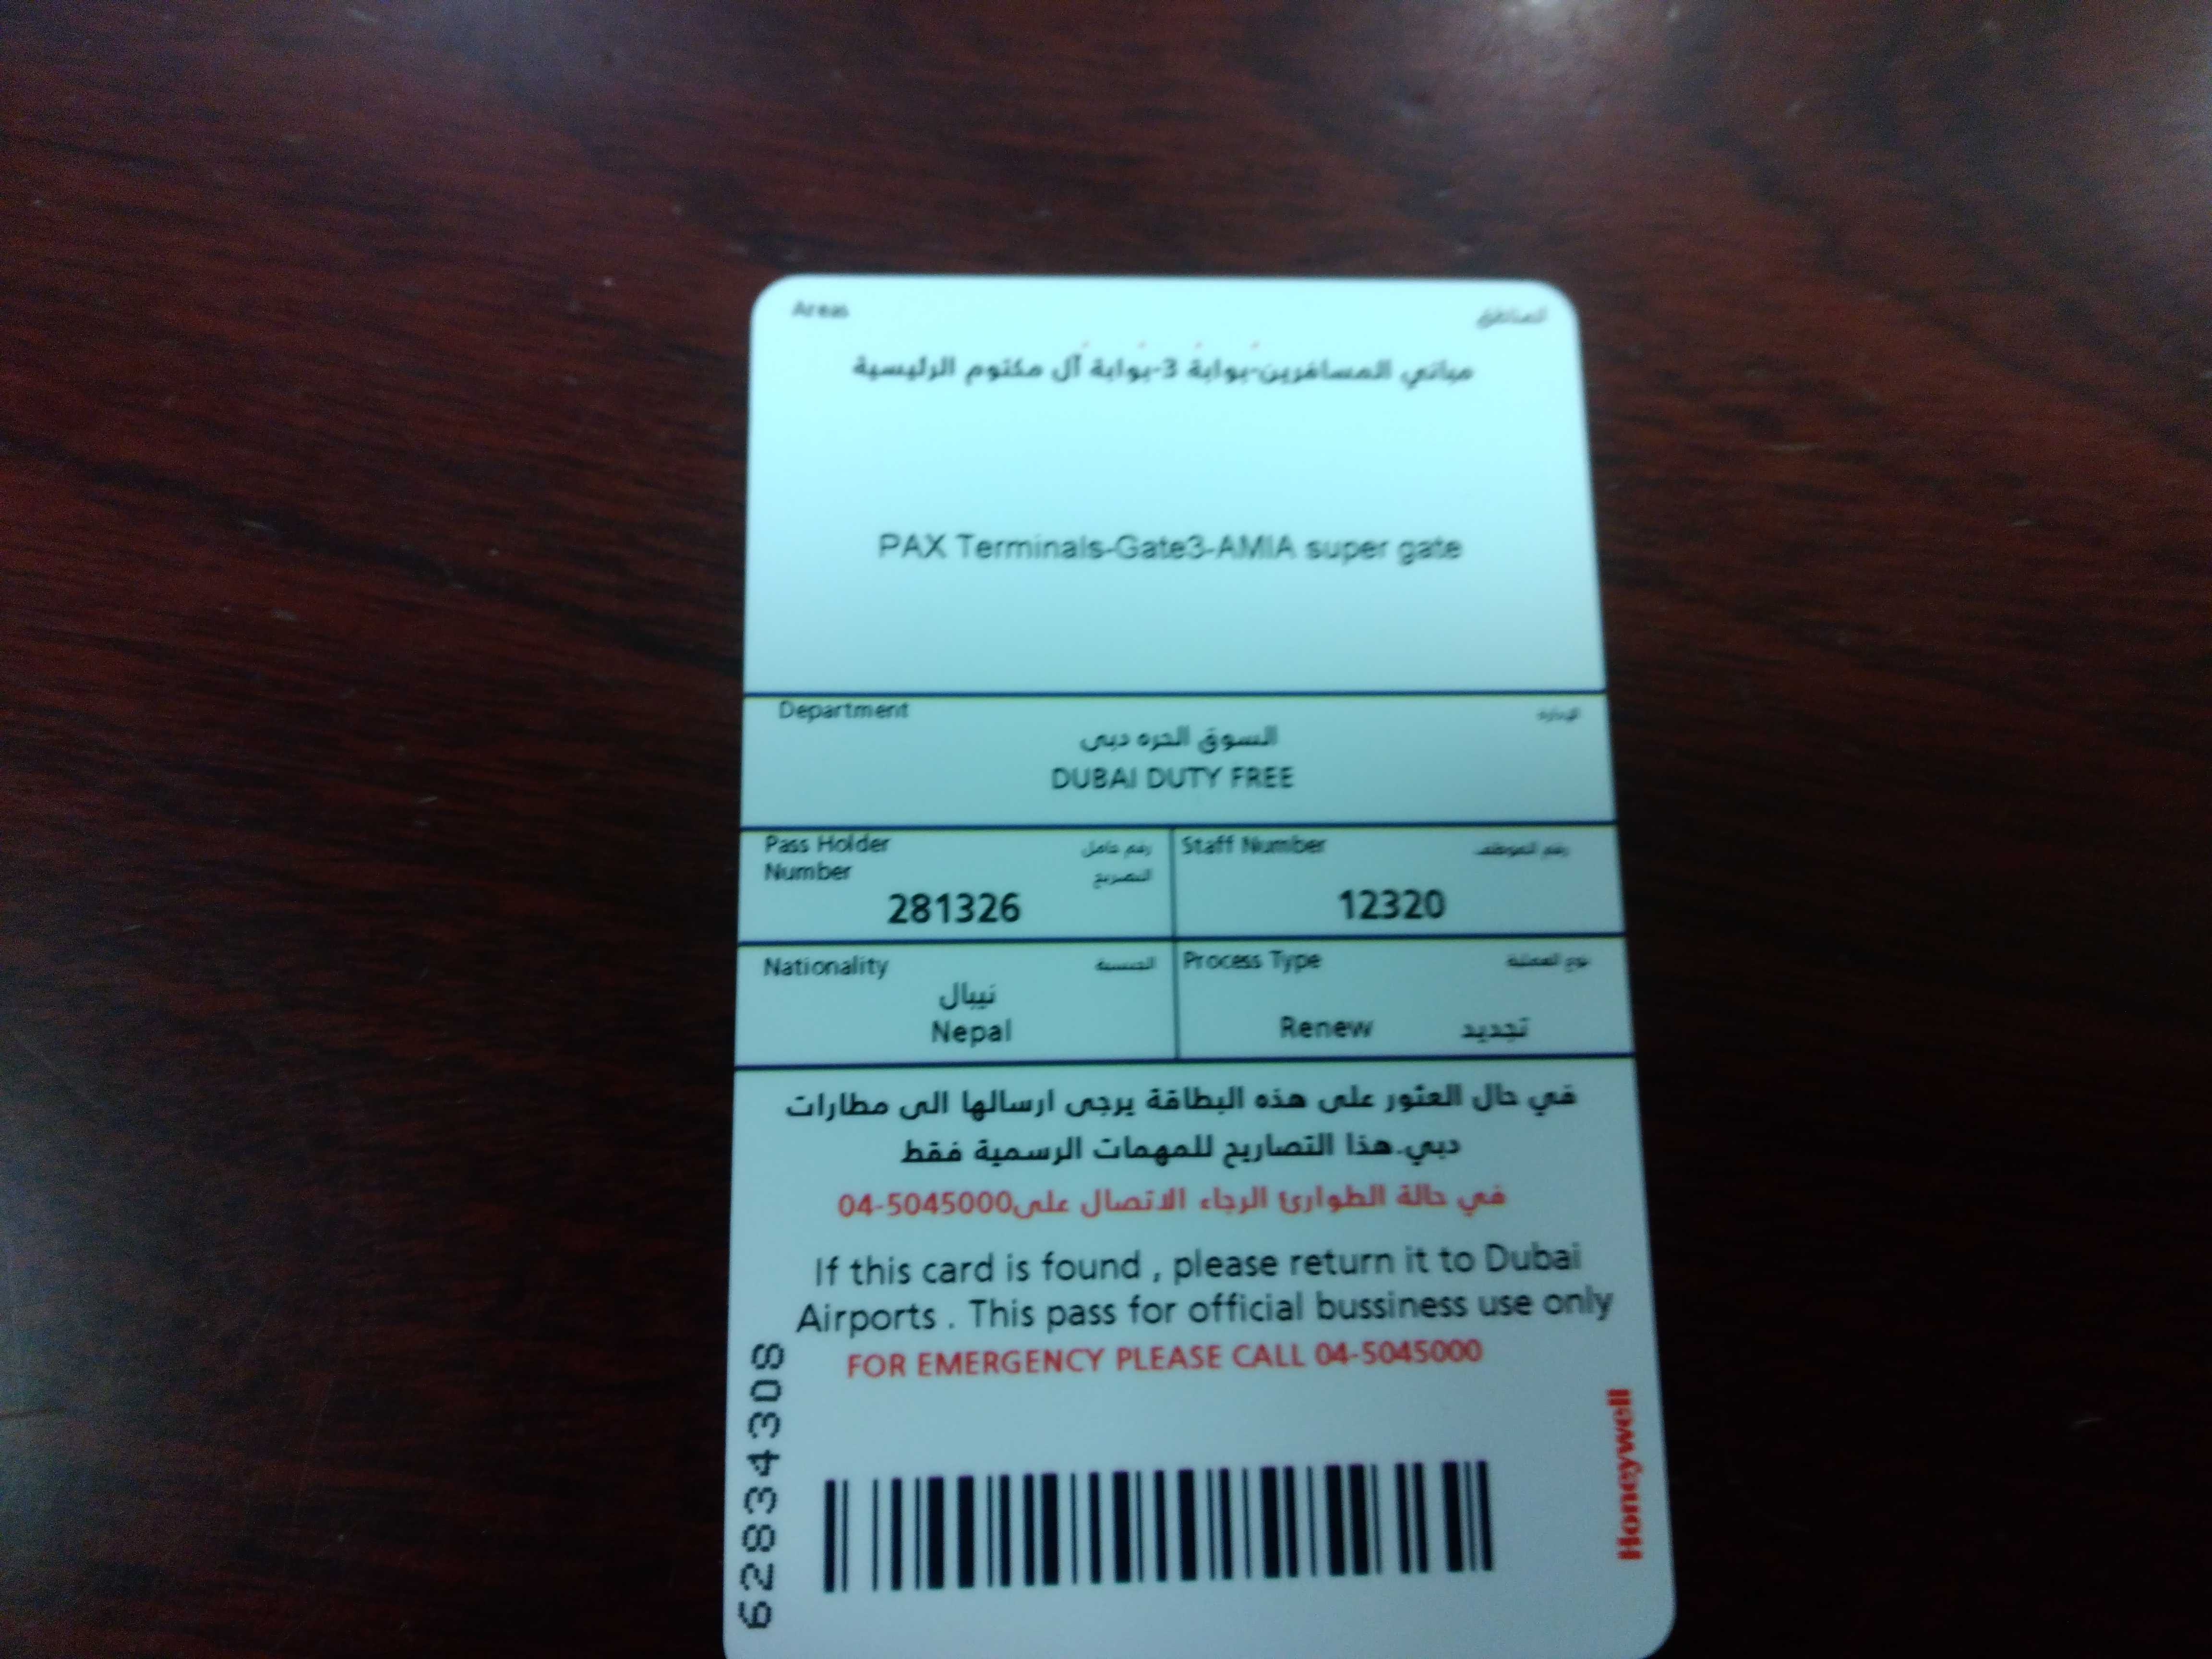 Areas المناطق
مباني المسافرين-بوابة 3-بوابة آل مكتوم الرئيسية
PAX Terminals-Gate3-AMIA super gate
Department الإدارة
السوق الحره دبى
DUBAI DUTY FREE
Pass Holder Number رقم حامل التصريح
281326
Staff Number رقم الموظف
12320
Nationality الجنسية
نيبال
Nepal
Process Type نوع العملية
Renew تجديد
في حال العثور على هذه البطاقة يرجى ارسالها الى مطارات
دبي.هذا التصاريح للمهمات الرسمية فقط
في حالة الطوارئ الرجاء الاتصال على04-5045000
If this card is found , please return it to Dubai
Airports . This pass for official bussiness use only
FOR EMERGENCY PLEASE CALL 04-5045000
62834308
Honeywell